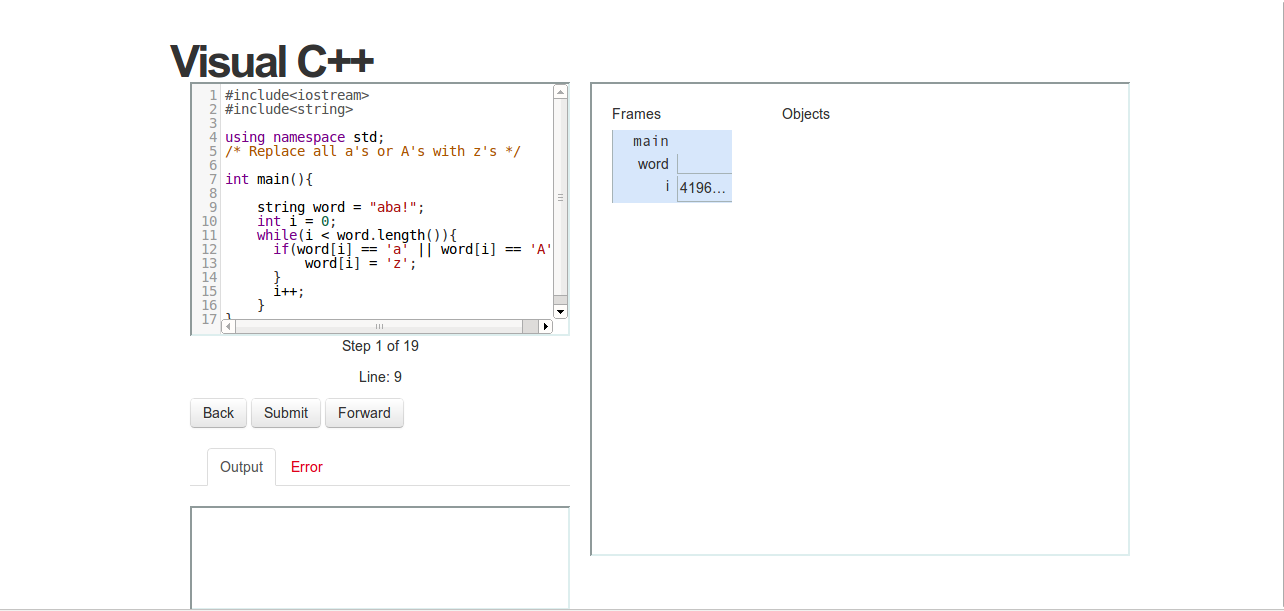 Visual C++
1 #include<iostream>
2 #include<string>
3
4 using namespace std;
5 /* Replace all a's or A's with z's */
6
7 int main(){
8
9     string word = "aba!";
10     int i = 0;
11     while(i < word.length()){
12       if(word[i] == 'a' || word[i] == 'A'
13           word[i] = 'z';
14       }
15       i++;
16     }
17 }
Step 1 of 19
Line: 9
Back Submit Forward
Output Error
Frames Objects
main
word
i 4196...